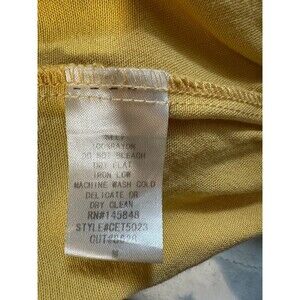 100%RAYON
DO NOT BLEACH
DRY FLAT
IRON LOW
MACHINE WASH COLD
DELICATE OR
DRY CLEAN
RN#145848
STYLE#CET5023
M